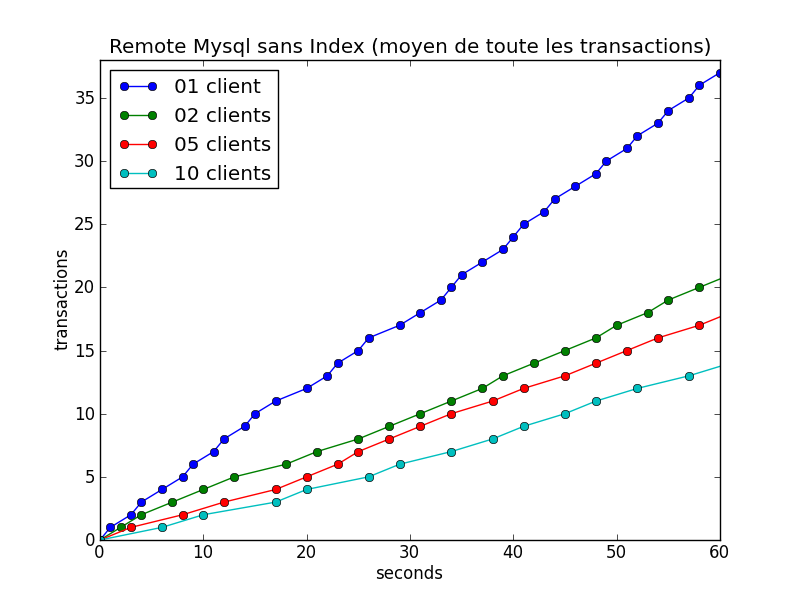 Remote Mysql sans Index (moyen de toute les transactions)
01 client
02 clients
05 clients
10 clients
35
30
25
20
15
10
5
0
transactions
0 10 20 30 40 50 60
seconds